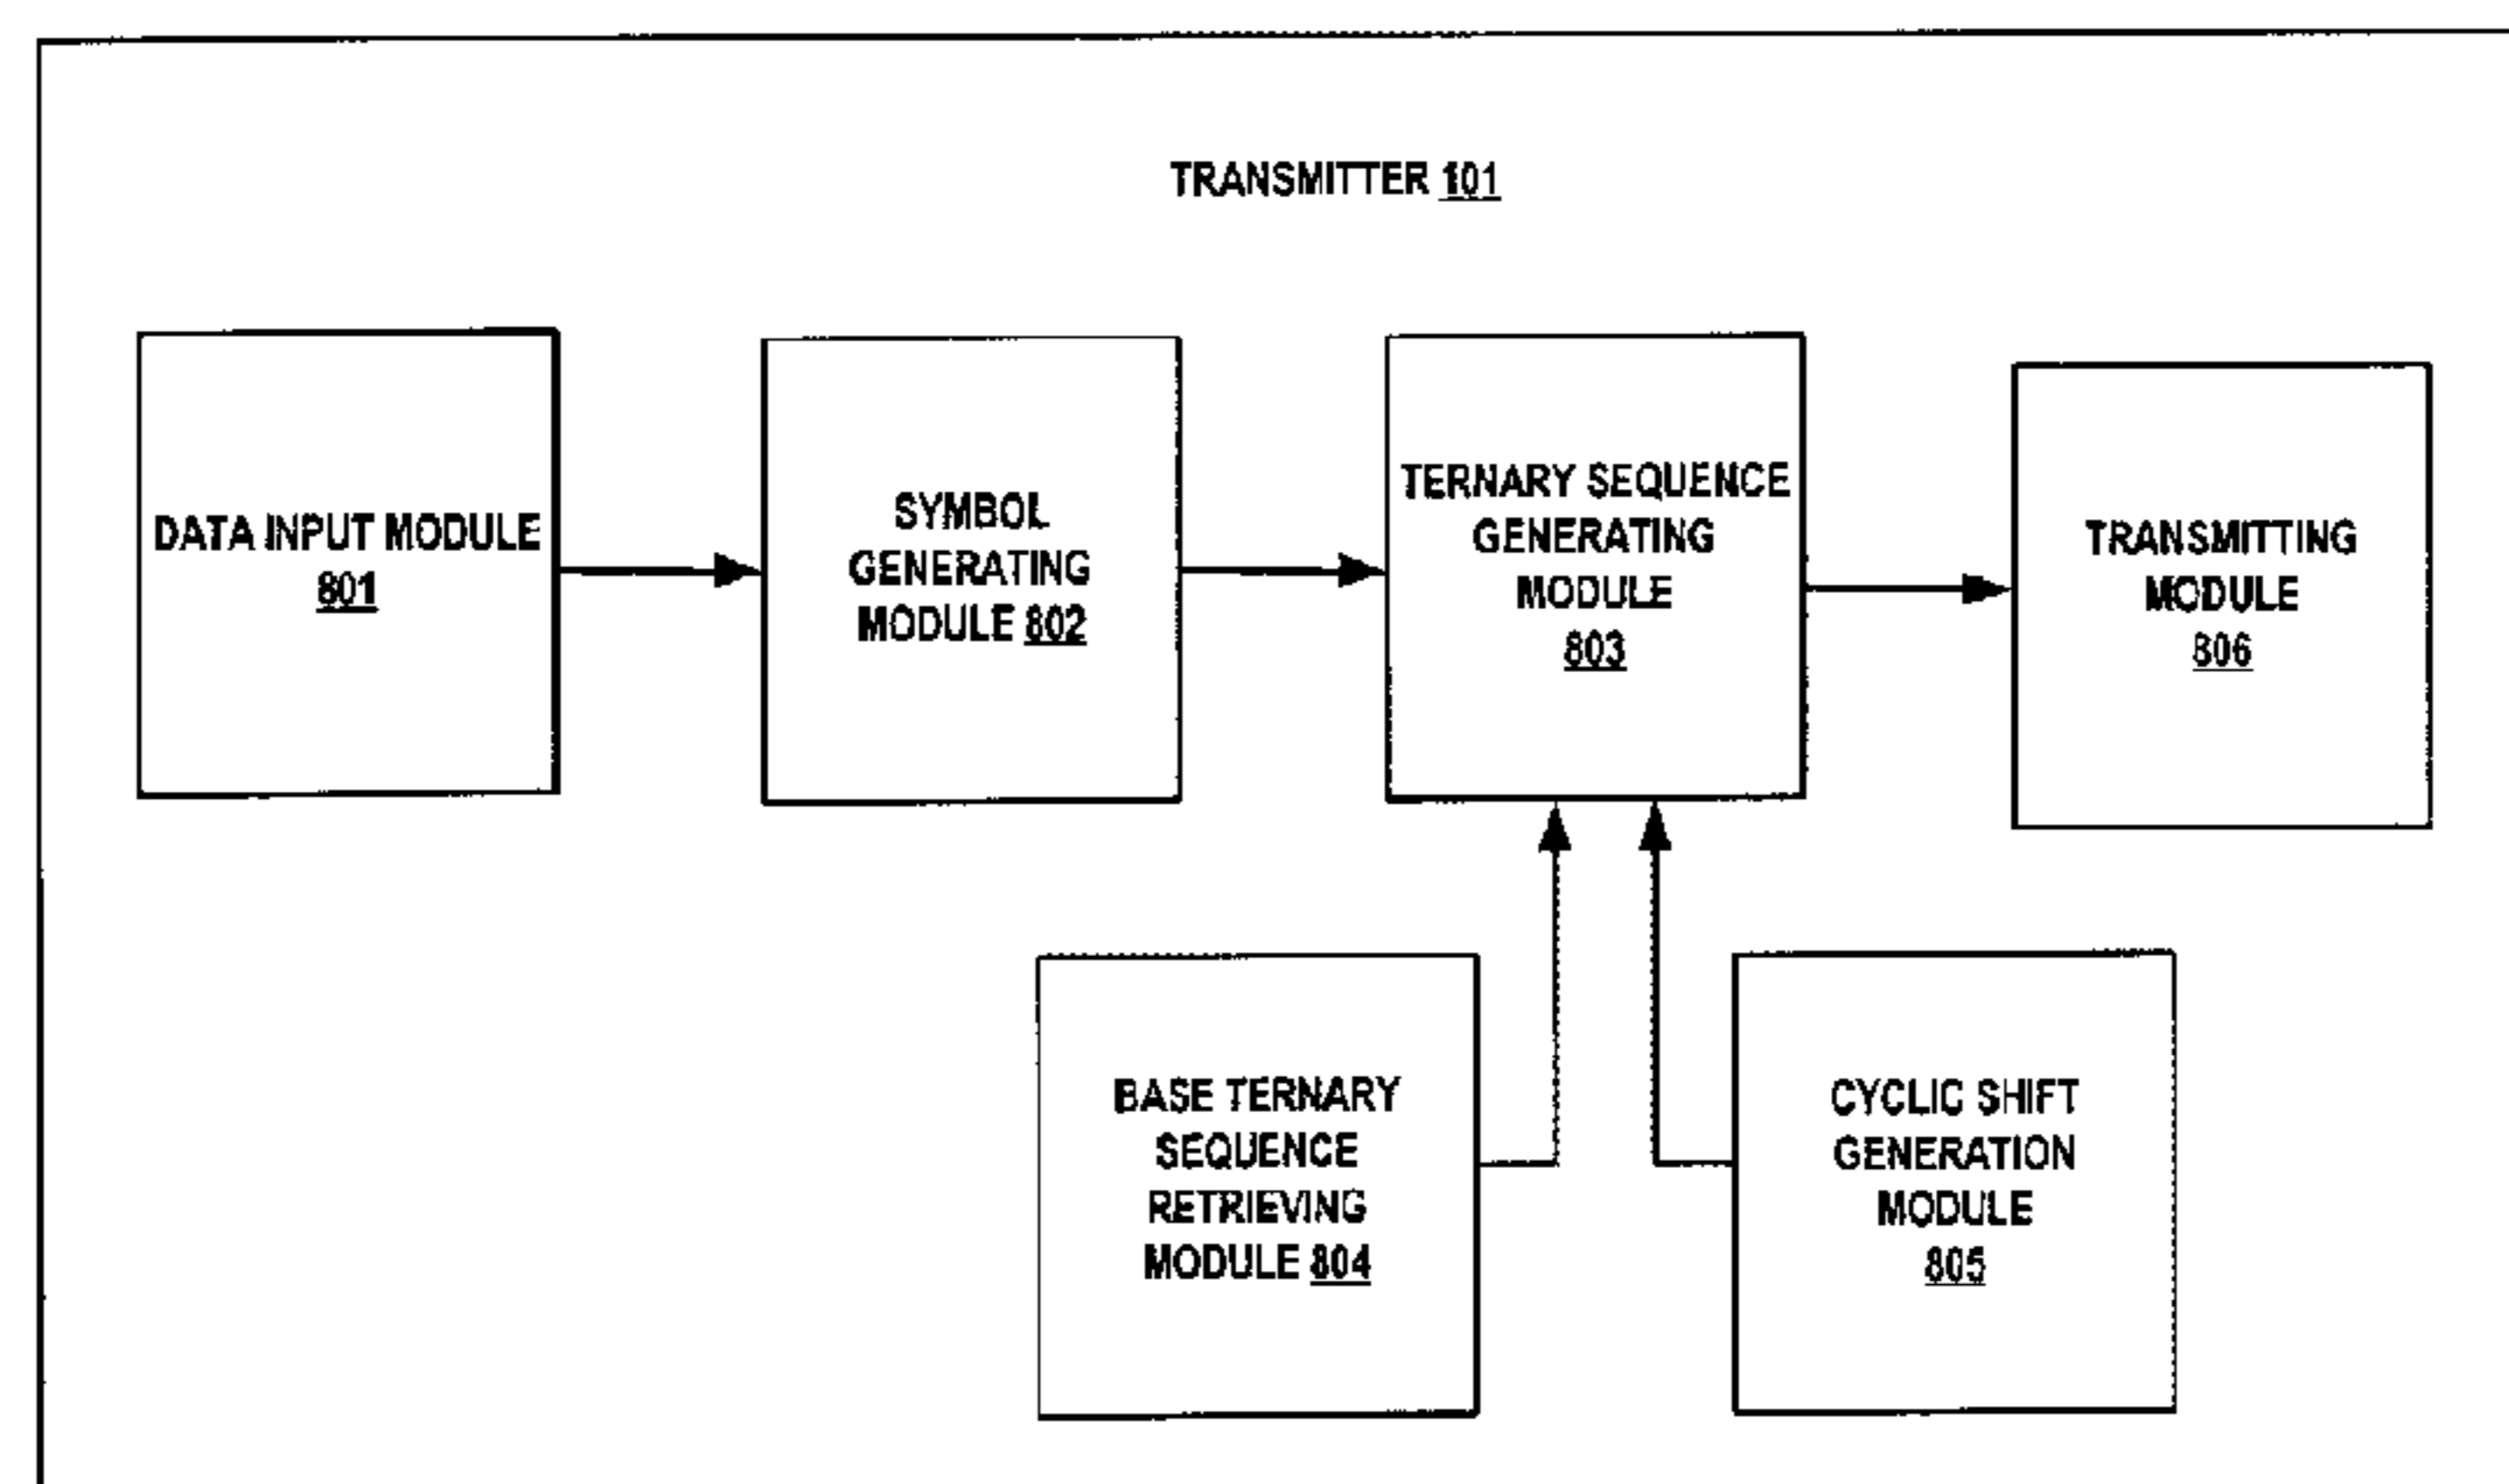 TRANSMITTER 101
DATA INPUT MODULE
801
SYMBOL
GENERATING
MODULE 802
TERNARY SEQUENCE
GENERATING
MODULE
803
TRANSMITTING
MODULE
806
BASE TERNARY
SEQUENCE
RETRIEVING
MODULE 804
CYCLIC SHIFT
GENERATION
MODULE
805